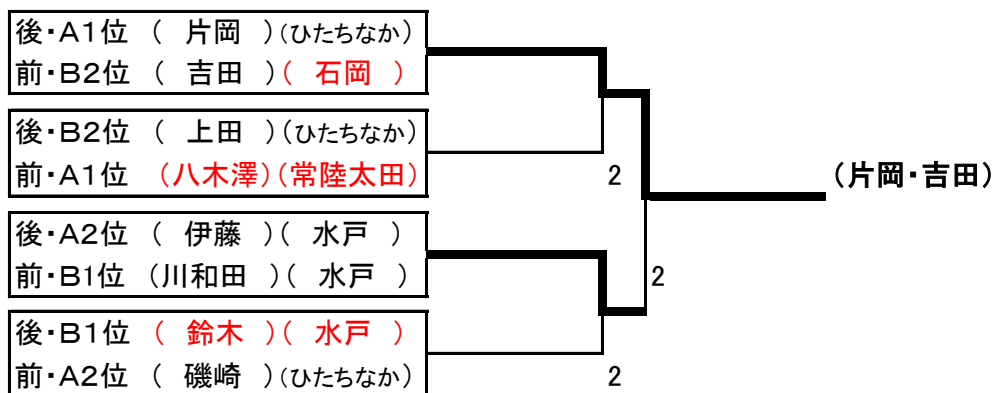 後・A1位 ( 片岡 )(ひたちなか)
前・B2位 ( 吉田 )( 石岡 )
後・B2位 ( 上田 )(ひたちなか)
前・A1位 (八木澤)(常陸太田)
2
(片岡・吉田)
後・A2位 ( 伊藤 )( 水戸 )
前・B1位 (川和田 )( 水戸 )
2
後・B1位 ( 鈴木 )( 水戸 )
前・A2位 ( 磯崎 )(ひたちなか)
2